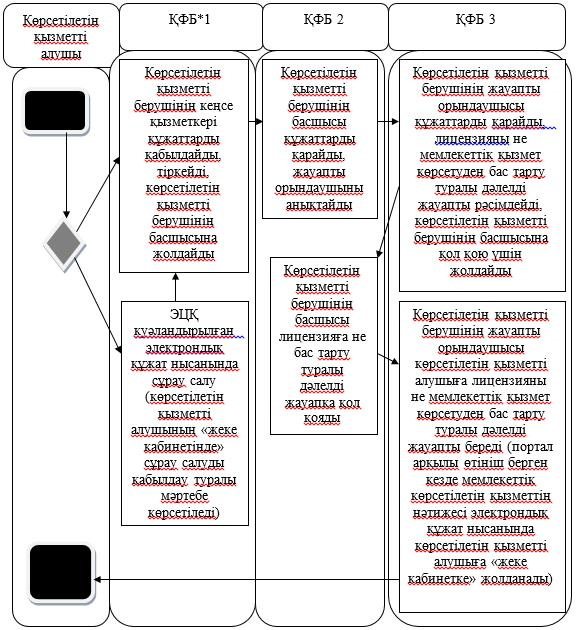 Көрсетілетін
қызметті
алушы
ҚФБ*1
ҚФБ 2
ҚФБ 3
Көрсетілетін
қызметті
берушінің кеңсе
қызметкері
құжаттарды
қабылдайды,
тіркейді,
көрсетілетін
қызметті
берушінің
басшысына
жолдайды
Көрсетілетін
қызметті
берушінің
басшысы
құжаттарды
қарайды,
жауапты
орындаушыны
анықтайды
Көрсетілетін қызметті
берушінің жауапты
орындаушысы
құжаттарды қарайды,
лицензияны не
мемлекеттік қызмет
көрсетуден бас тарту
туралы дәлелді
жауапты рәсімдейді,
көрсетілетін қызметті
берушінің басшысына
қол қою үшін
жолдайды
ЭЦҚ
куәландырылған
электрондық
құжат нысанында
сұрау салу
(көрсетілетін
қызметті
алушының «жеке
кабинетінде»
сұрау салуды
қабылдау туралы
мәртебе
көрсетіледі)
Көрсетілетін
қызметті
берушінің
басшысы
лицензияға не
бас тарту
туралы
дәлелді
жауапқа қол
қояды
Көрсетілетін қызметті
берушінің жауапты
орындаушысы
көрсетілетін қызметті
алушыға лицензияны
не мемлекеттік қызмет
көрсетуден бас тарту
туралы дәлелді
жауапты береді (портал
арқылы өтініш берген
кезде мемлекеттік
көрсетілетін қызметтің
нәтижесі электрондық
құжат нысанында
көрсетілетін қызметті
алушыға «жеке
кабинетке» жолданады)